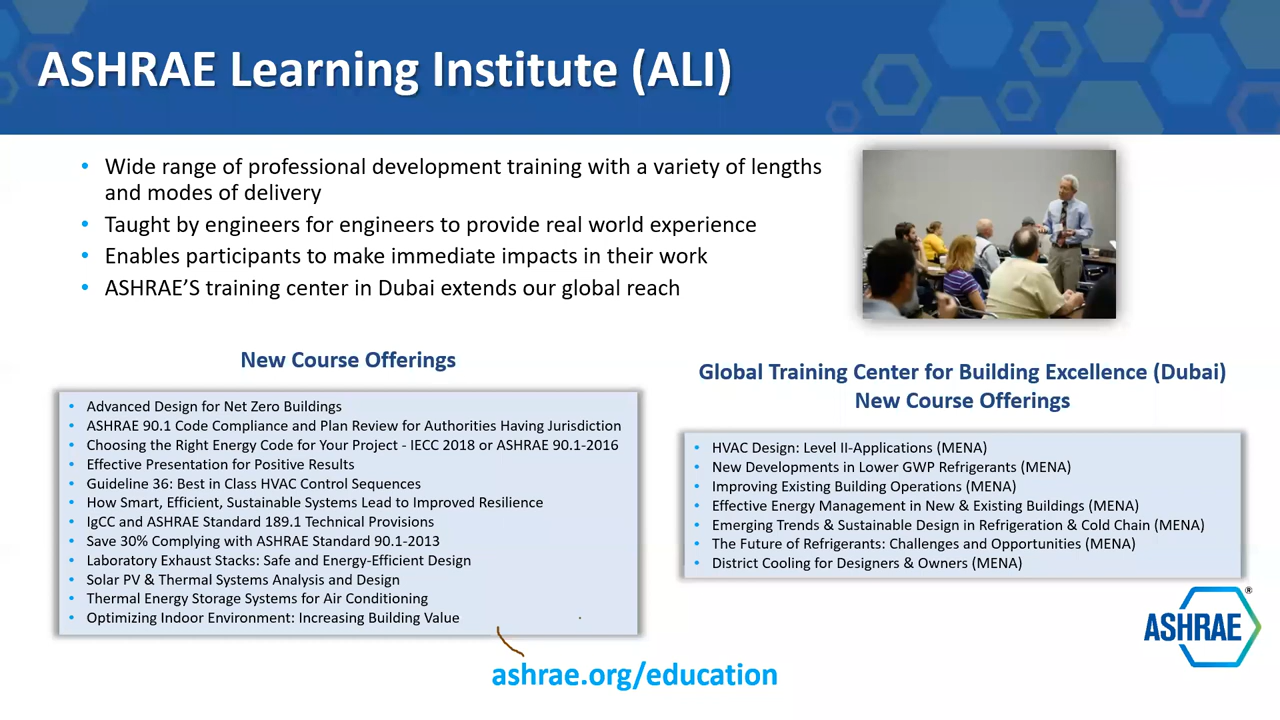 ASHRAE Learning Institute (ALI)
• Wide range of professional development training with a variety of lengths
and modes of delivery
• Taught by engineers for engineers to provide real world experience
• Enables participants to make immediate impacts in their work
• ASHRAE'S training center in Dubai extends our global reach
New Course Offerings
• Advanced Design for Net Zero Buildings
• ASHRAE 90.1 Code Compliance and Plan Review for Authorities Having Jurisdiction
• Choosing the Right Energy Code for Your Project - IECC 2018 or ASHRAE 90.1-2016
• Effective Presentation for Positive Results
• Guideline 36: Best in Class HVAC Control Sequences
• How Smart, Efficient, Sustainable Systems Lead to Improved Resilience
• IgCC and ASHRAE Standard 189.1 Technical Provisions
• Save 30% Complying with ASHRAE Standard 90.1-2013
• Laboratory Exhaust Stacks: Safe and Energy-Efficient Design
• Solar PV & Thermal Systems Analysis and Design
• Thermal Energy Storage Systems for Air Conditioning
• Optimizing Indoor Environment: Increasing Building Value
Global Training Center for Building Excellence (Dubai)
New Course Offerings
• HVAC Design: Level II-Applications (MENA)
• New Developments in Lower GWP Refrigerants (MENA)
• Improving Existing Building Operations (MENA)
• Effective Energy Management in New & Existing Buildings (MENA)
• Emerging Trends & Sustainable Design in Refrigeration & Cold Chain (MENA)
• The Future of Refrigerants: Challenges and Opportunities (MENA)
• District Cooling for Designers & Owners (MENA)
ASHRAE®
ashrae.org/education